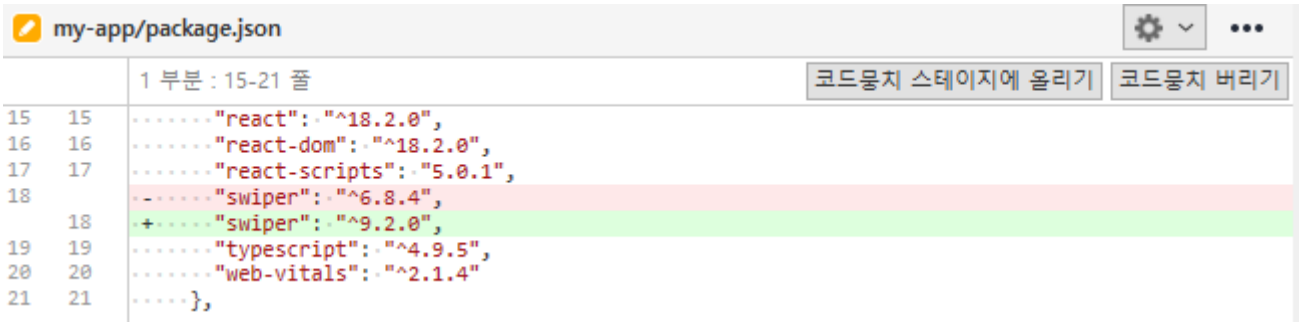 my-app/package.json
1 부분 : 15-21 줄 코드뭉치 스테이지에 올리기 코드뭉치 버리기
15 15 "react": "^18.2.0",
16 16 "react-dom": "^18.2.0",
17 17 "react-scripts": "5.0.1",
18 - "swiper": "^6.8.4",
18 + "swiper": "^9.2.0",
19 19 "typescript": "^4.9.5",
20 20 "web-vitals": "^2.1.4"
21 21 },